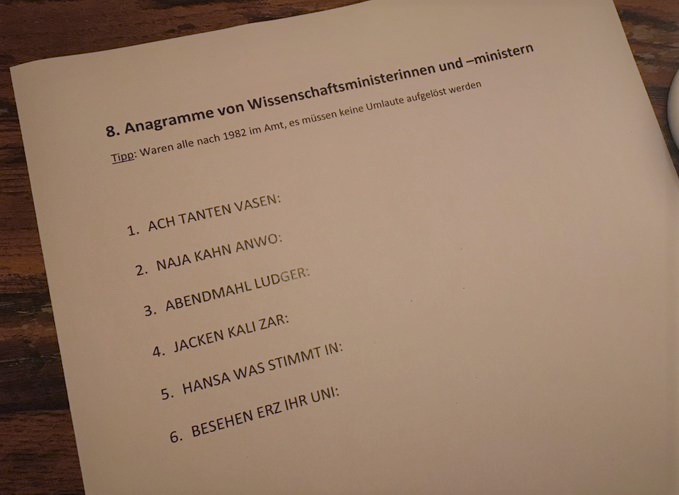 8. Anagramme von Wissenschaftsministerinnen und –ministern
Tipp: Waren alle nach 1982 im Amt, es müssen keine Umlaute aufgelöst werden
1. ACH TANTEN VASEN:
2. NAJA KAHN ANWO:
3. ABENDMAHL LUDGER:
4. JACKEN KALI ZAR:
5. HANSA WAS STIMMT IN:
6. BESEHEN ERZ IHR UNI: